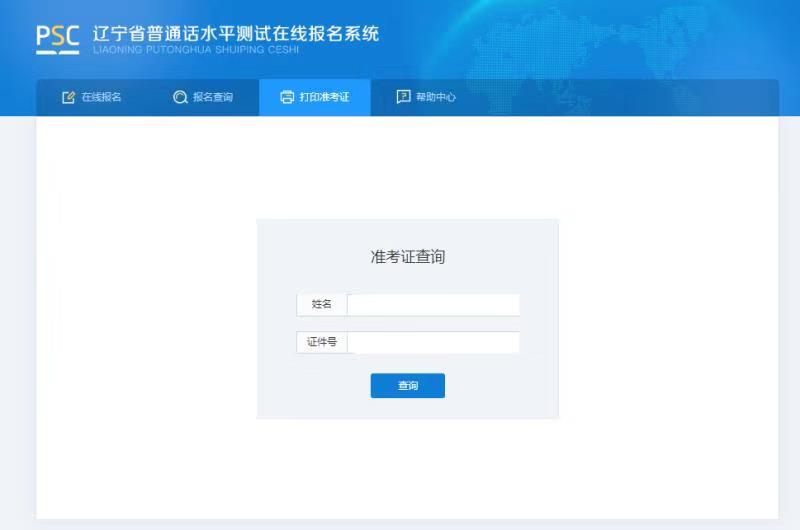 PSC 辽宁省普通话水平测试在线报名系统
LIAONING PUTONGHUA SHUIPING CESHI
在线报名 报名查询 打印准考证 帮助中心
准考证查询
姓名
证件号
查询